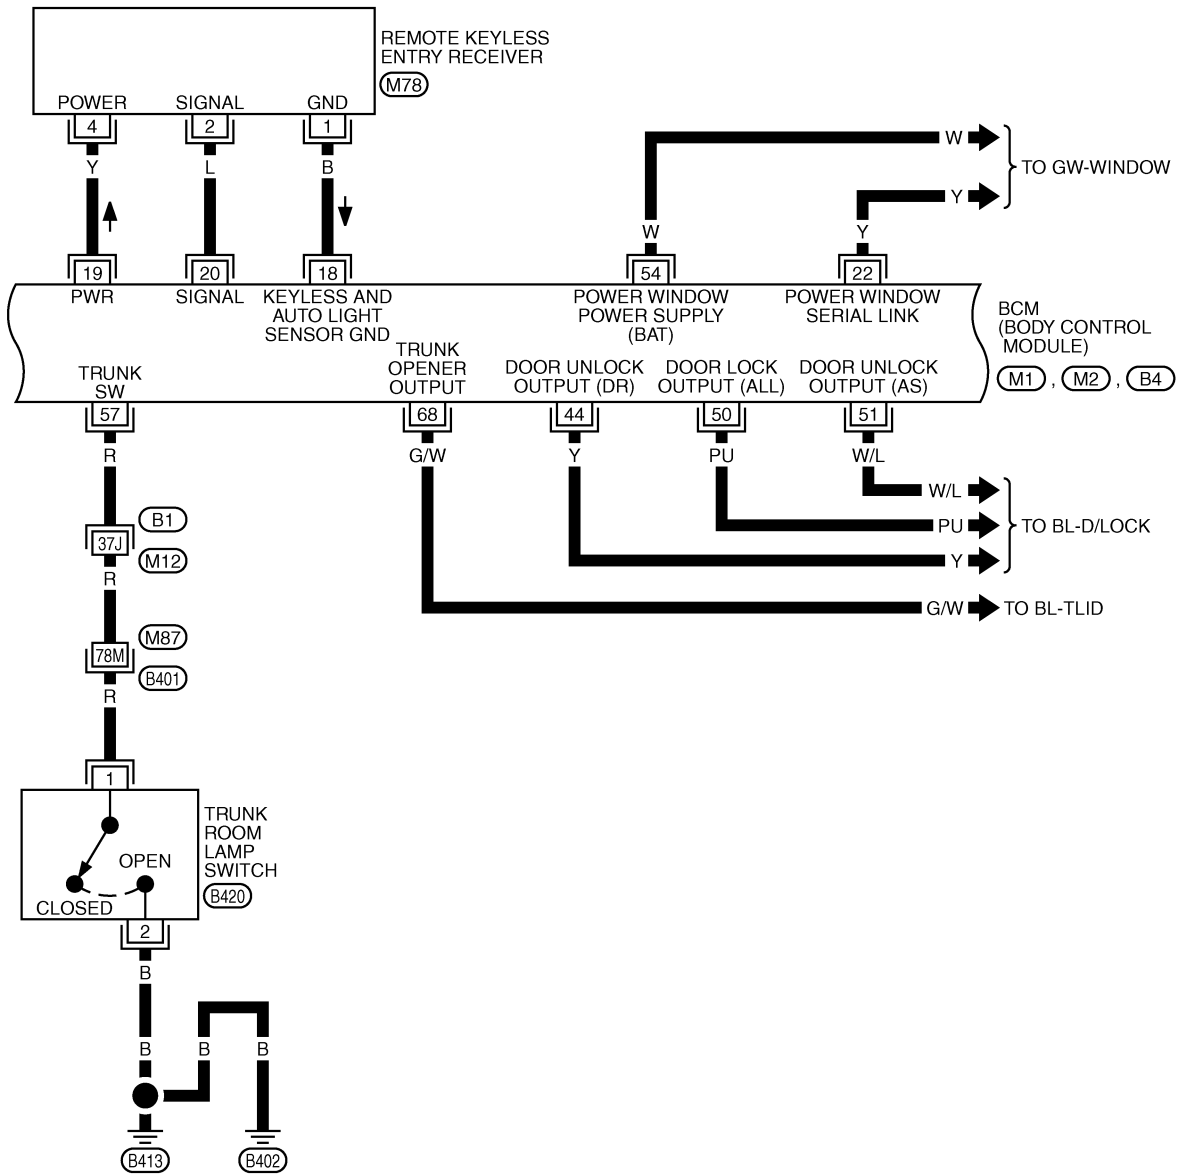 REMOTE KEYLESS
ENTRY RECEIVER
M78
POWER
SIGNAL
GND
4
2
1
Y
L
B
W
TO GW-WINDOW
Y
W
Y
19
20
18
54
22
PWR
SIGNAL
KEYLESS AND
AUTO LIGHT
SENSOR GND
POWER WINDOW
POWER SUPPLY
(BAT)
POWER WINDOW
SERIAL LINK
BCM
(BODY CONTROL
MODULE)
M1 , M2 , B4
TRUNK
SW
TRUNK
OPENER
OUTPUT
DOOR UNLOCK
OUTPUT (DR)
DOOR LOCK
OUTPUT (ALL)
DOOR UNLOCK
OUTPUT (AS)
57
68
44
50
51
R
G/W
Y
PU
W/L
W/L
PU
TO BL-D/LOCK
Y
G/W
TO BL-TLID
B1
37J
M12
R
M87
78M
B401
R
1
TRUNK
ROOM
LAMP
SWITCH
B420
OPEN
CLOSED
2
B
B
B
B
B413
B402